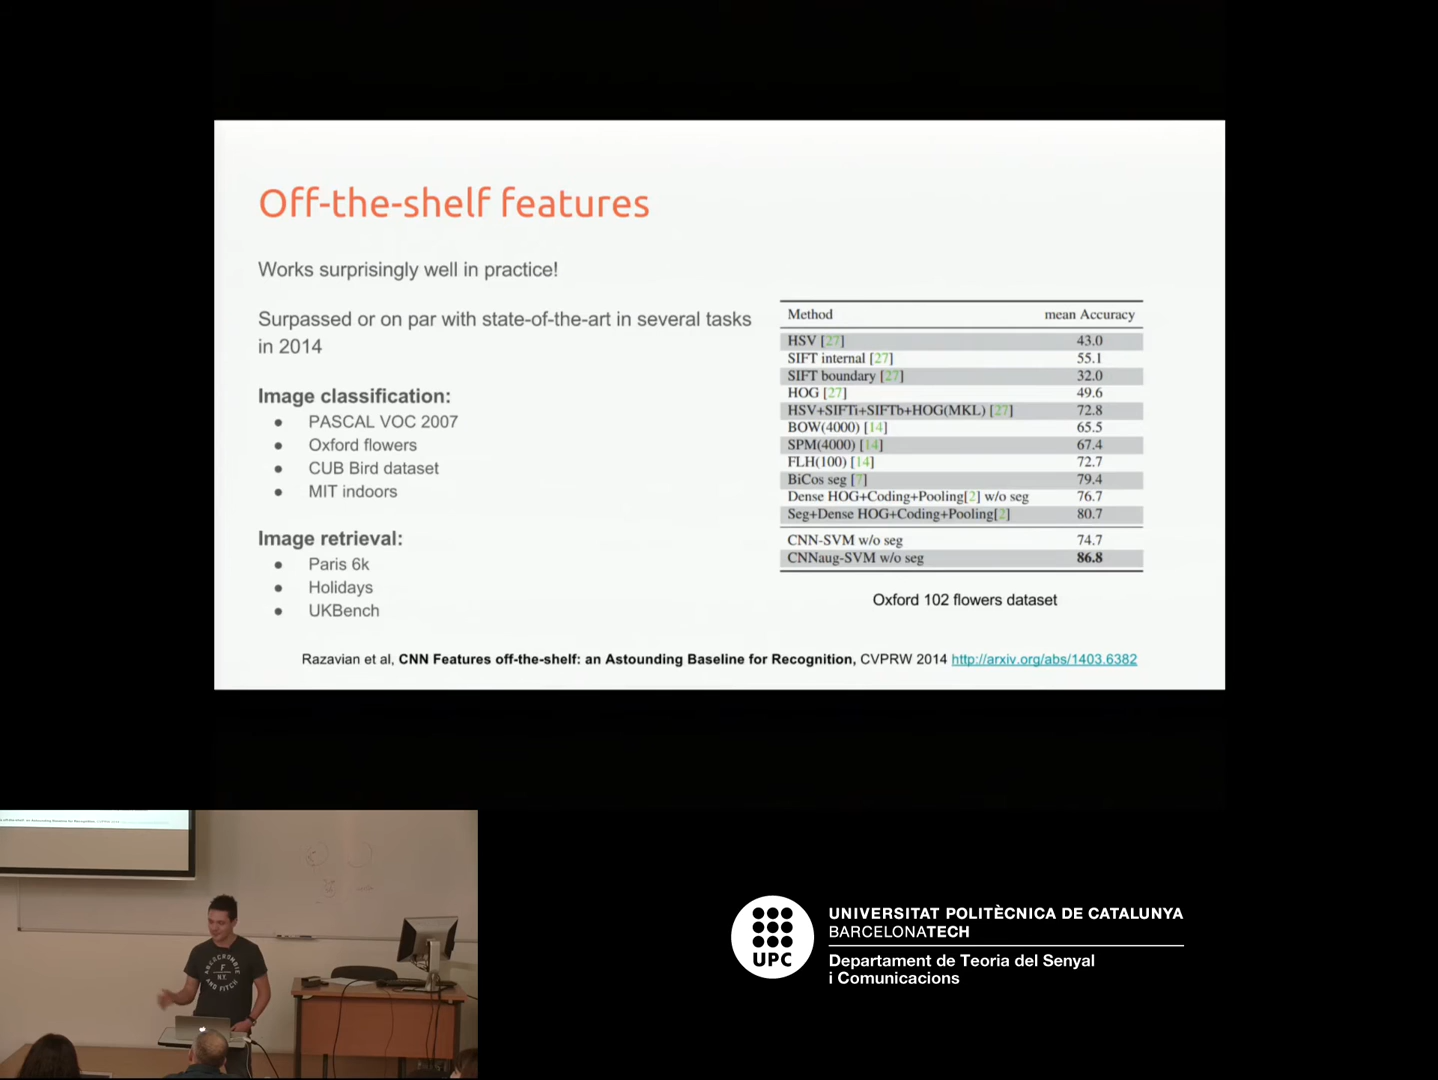 Off-the-shelf features
Works surprisingly well in practice!
Surpassed or on par with state-of-the-art in several tasks
in 2014
Image classification:
● PASCAL VOC 2007
● Oxford flowers
● CUB Bird dataset
● MIT indoors
Image retrieval:
● Paris 6k
● Holidays
● UKBench
Method mean Accuracy
HSV [27] 43.0
SIFT internal [27] 55.1
SIFT boundary [27] 32.0
HOG [27] 49.6
HSV+SIFTi+SIFTb+HOG(MKL) [27] 72.8
BOW(4000) [14] 65.5
SPM(4000) [14] 67.4
FLH(100) [14] 72.7
BiCos seg [7] 79.4
Dense HOG+Coding+Pooling[2] w/o seg 76.7
Seg+Dense HOG+Coding+Pooling[2] 80.7
CNN-SVM w/o seg 74.7
CNNaug-SVM w/o seg 86.8
Oxford 102 flowers dataset
Razavian et al, CNN Features off-the-shelf: an Astounding Baseline for Recognition, CVPRW 2014 http://arxiv.org/abs/1403.6382
ABERCROMBIE
F
N.Y.
AND FITCH
UPC
UNIVERSITAT POLITÈCNICA DE CATALUNYA
BARCELONATECH
Departament de Teoria del Senyal
i Comunicacions